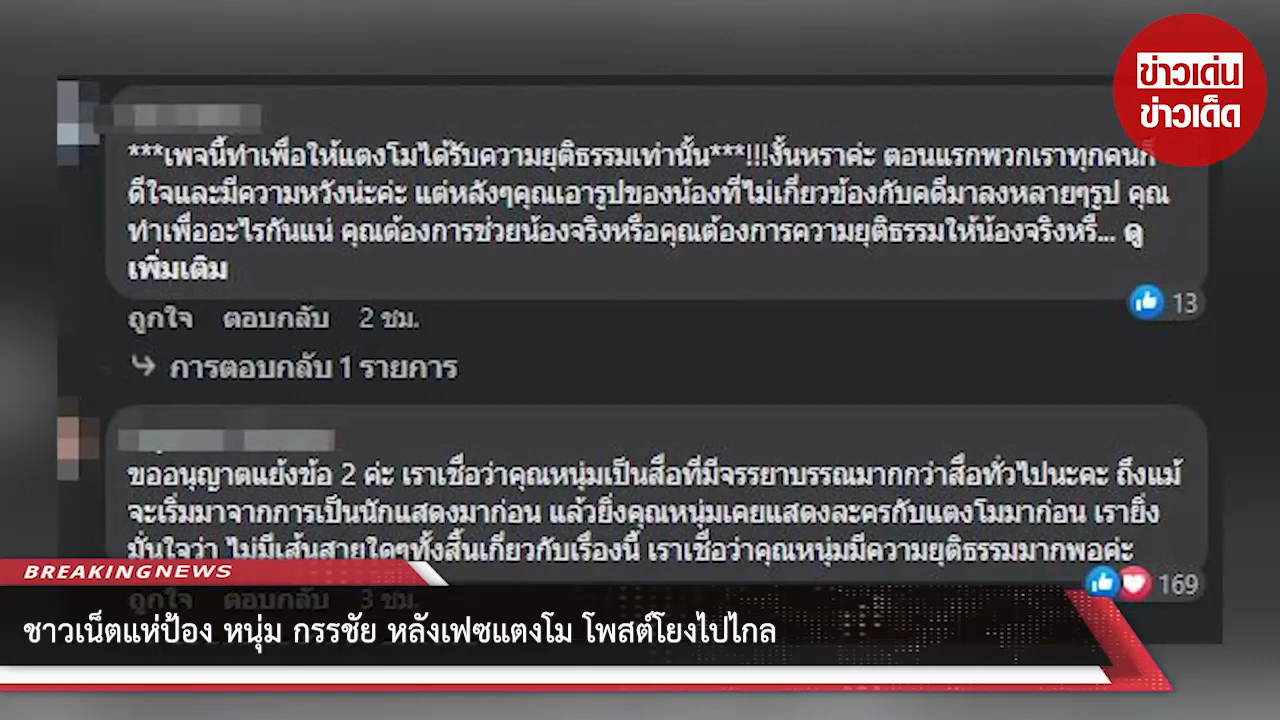 ข่าวเด่น
ข่าวเด็ด
***เพจนี้ทำเพื่อให้แตงโมได้รับความยุติธรรมเท่านั้น***!!!งั้นหราค่ะ ตอนแรกพวกเราทุกคนก็
ดีใจและมีความหวังน่ะค่ะ แต่หลังๆคุณเอารูปของน้องที่ไม่เกี่ยวข้องกับคดีมาลงหลายๆรูป คุณ
ทำเพื่ออะไรกันแน่ คุณต้องการช่วยน้องจริงหรือคุณต้องการความยุติธรรมให้น้องจริงหรื... ดู
เพิ่มเติม
13
ถูกใจ ตอบกลับ 2 ชม.
การตอบกลับ 1 รายการ
ขออนุญาตแย้งข้อ 2 ค่ะ เราเชื่อว่าคุณหนุ่มเป็นสื่อที่มีจรรยาบรรณมากกว่าสื่อทั่วไปนะคะ ถึงแม้
จะเริ่มมาจากการเป็นนักแสดงมาก่อน แล้วยิ่งคุณหนุ่มเคยแสดงละครกับแตงโมมาก่อน เรายิ่ง
มั่นใจว่า ไม่มีเส้นสายใดๆทั้งสิ้นเกี่ยวกับเรื่องนี้ เราเชื่อว่าคุณหนุ่มมีความยุติธรรมมากพอค่ะ
169
ถูกใจ ตอบกลับ 3 ชม.
BREAKING NEWS
ชาวเน็ตแห่ป้อง หนุ่ม กรรชัย หลังเฟซแตงโม โพสต์โยงไปไกล